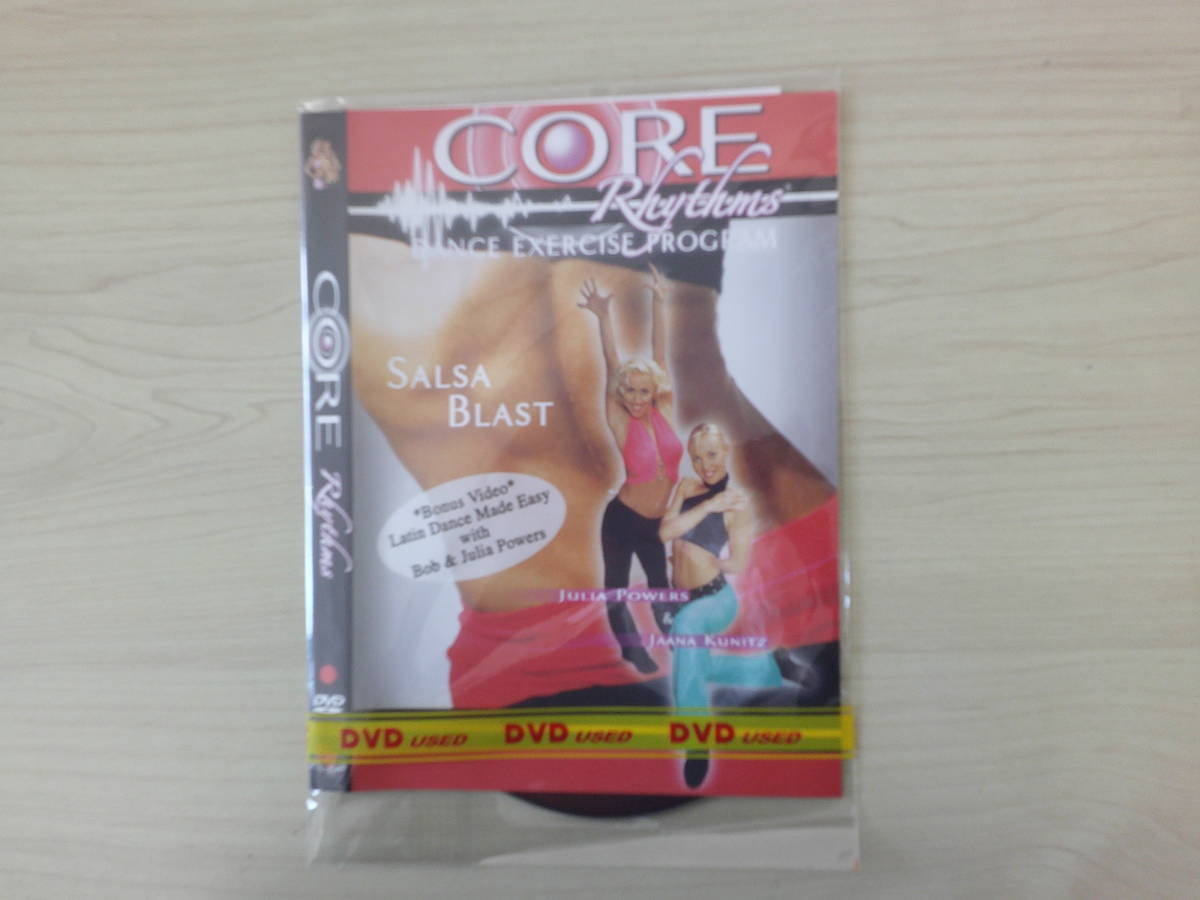 CORE
Rhythms
DANCE EXERCISE PROGRAM
SALSA
BLAST
*Bonus Video*
Latin Dance Made Easy
with
Bob & Julia Powers
JULIA POWERS
&
JAANA KUNITZ
DVD USED DVD USED DVD USED
CORE Rhythms
DVD